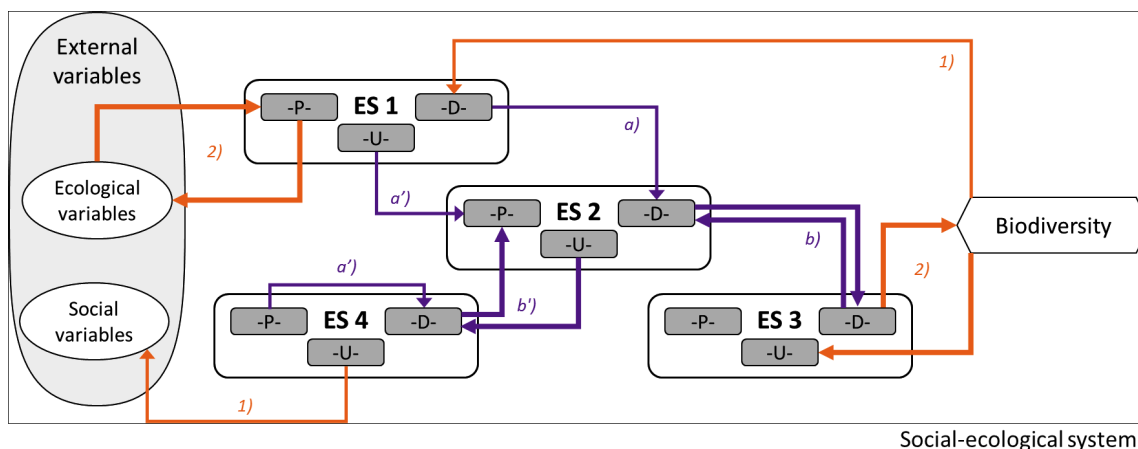 External
variables
Ecological
variables
Social
variables
-P-
ES 1
-D-
-U-
1)
2)
a)
a')
-P-
ES 2
-D-
-U-
b)
2)
Biodiversity
a')
b')
-P-
ES 4
-D-
-U-
-P-
ES 3
-D-
-U-
1)
Social-ecological system